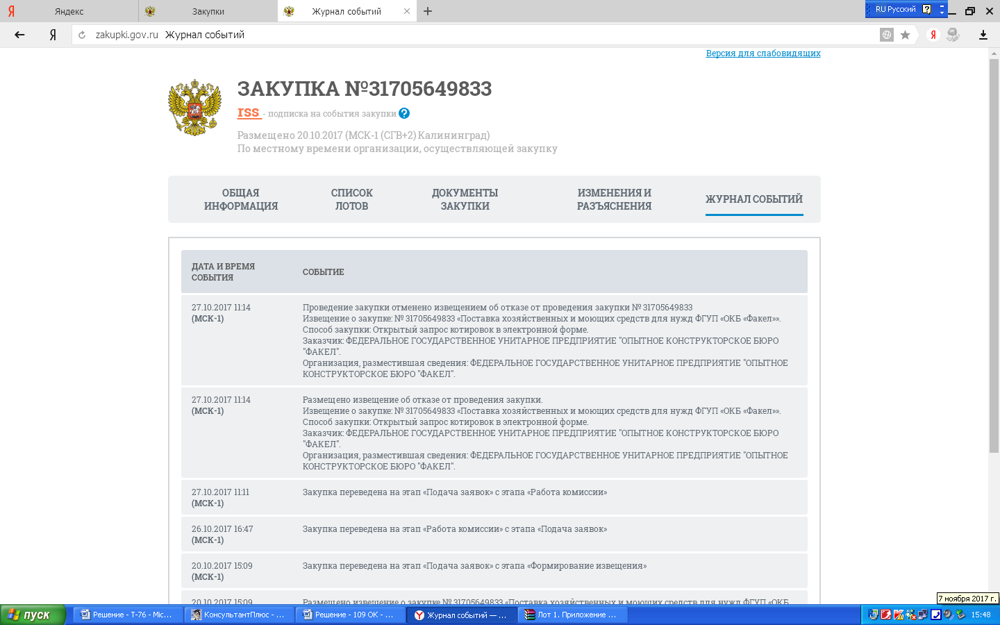 Яндекс
Закупки
Журнал событий
RU Русский
zakupki.gov.ru Журнал событий
Версия для слабовидящих
ЗАКУПКА №31705649833
rss - подписка на события закупки ?
Размещено 20.10.2017 (МСК-1 (СГВ+2) Калининград)
По местному времени организации, осуществляющей закупку
ОБЩАЯ
ИНФОРМАЦИЯ
СПИСОК
ЛОТОВ
ДОКУМЕНТЫ
ЗАКУПКИ
ИЗМЕНЕНИЯ И
РАЗЪЯСНЕНИЯ
ЖУРНАЛ СОБЫТИЙ
ДАТА И ВРЕМЯ
СОБЫТИЯ
СОБЫТИЕ
27.10.2017 11:14
(МСК-1)
Проведение закупки отменено извещением об отказе от проведения закупки № 31705649833
Извещение о закупке: № 31705649833 «Поставка хозяйственных и моющих средств для нужд ФГУП «ОКБ «Факел»».
Способ закупки: Открытый запрос котировок в электронной форме.
Заказчик: ФЕДЕРАЛЬНОЕ ГОСУДАРСТВЕННОЕ УНИТАРНОЕ ПРЕДПРИЯТИЕ "ОПЫТНОЕ КОНСТРУКТОРСКОЕ БЮРО
"ФАКЕЛ".
Организация, разместившая сведения: ФЕДЕРАЛЬНОЕ ГОСУДАРСТВЕННОЕ УНИТАРНОЕ ПРЕДПРИЯТИЕ "ОПЫТНОЕ
КОНСТРУКТОРСКОЕ БЮРО "ФАКЕЛ".
27.10.2017 11:14
(МСК-1)
Размещено извещение об отказе от проведения закупки.
Извещение о закупке: № 31705649833 «Поставка хозяйственных и моющих средств для нужд ФГУП «ОКБ «Факел»».
Способ закупки: Открытый запрос котировок в электронной форме.
Заказчик: ФЕДЕРАЛЬНОЕ ГОСУДАРСТВЕННОЕ УНИТАРНОЕ ПРЕДПРИЯТИЕ "ОПЫТНОЕ КОНСТРУКТОРСКОЕ БЮРО
"ФАКЕЛ".
Организация, разместившая сведения: ФЕДЕРАЛЬНОЕ ГОСУДАРСТВЕННОЕ УНИТАРНОЕ ПРЕДПРИЯТИЕ "ОПЫТНОЕ
КОНСТРУКТОРСКОЕ БЮРО "ФАКЕЛ".
27.10.2017 11:11
(МСК-1)
Закупка переведена на этап «Подача заявок» с этапа «Работа комиссии»
26.10.2017 16:47
(МСК-1)
Закупка переведена на этап «Работа комиссии» с этапа «Подача заявок»
20.10.2017 15:09
(МСК-1)
Закупка переведена на этап «Подача заявок» с этапа «Формирование извещения»
20.10.2017 15:09
Размещено извещение о закупке № 31705649833 «Поставка хозяйственных и моющих средств для нужд ФГУП «ОКБ
7 ноября 2017 г.
пуск
Решение - Т-76 - Mic...
КонсультантПлюс - ...
Решение - 109 ОК - ...
Журнал событий — ...
Лот 1. Приложение ...
15:48